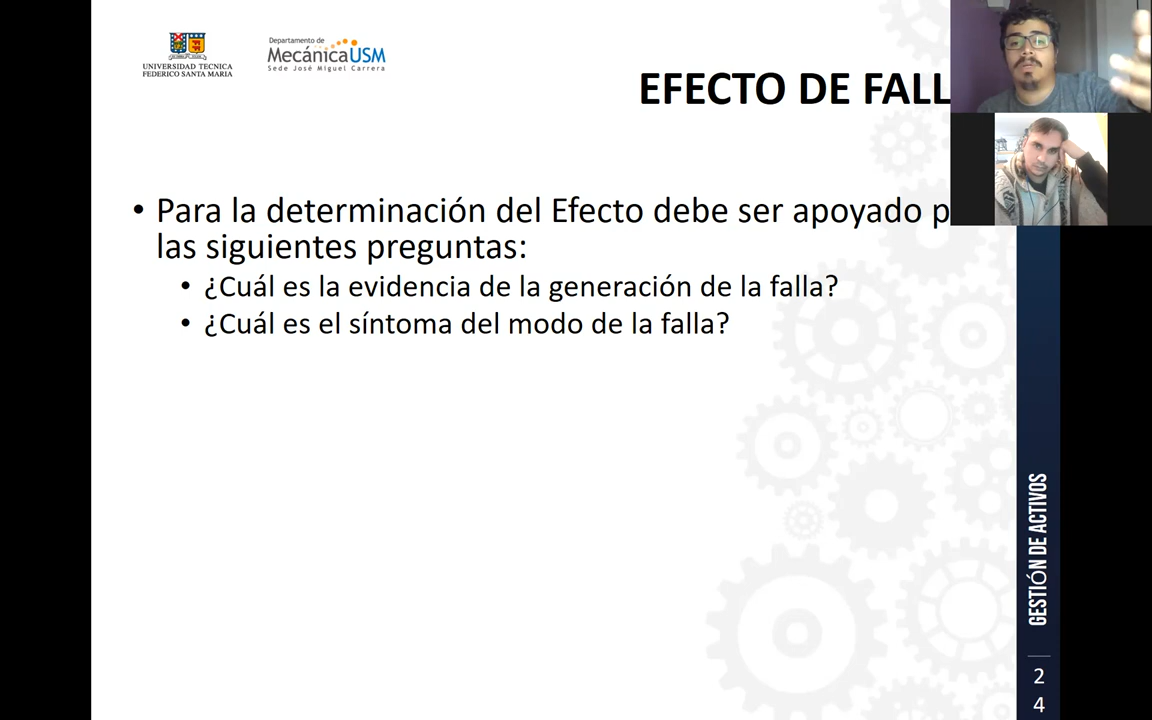 UNIVERSIDAD TECNICA
FEDERICO SANTA MARIA
Departamento de
MecánicaUSM
Sede José Miguel Carrera
EFECTO DE FALL
• Para la determinación del Efecto debe ser apoyado p
las siguientes preguntas:
• ¿Cuál es la evidencia de la generación de la falla?
• ¿Cuál es el síntoma del modo de la falla?
GESTIÓN DE ACTIVOS
2
4